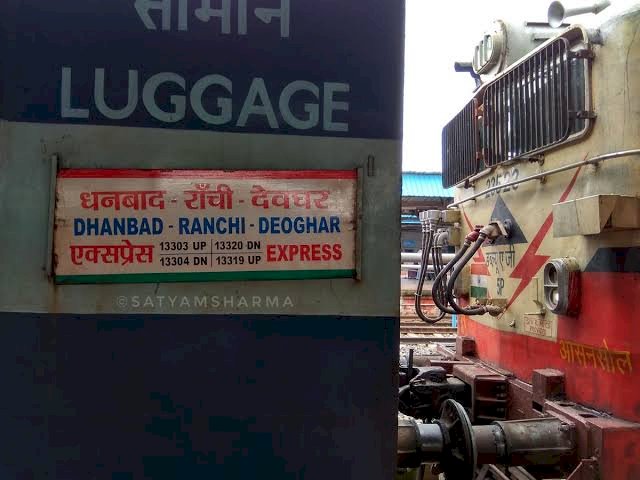 सामान
LUGGAGE
धनबाद - राँची - देवघर
DHANBAD - RANCHI - DEOGHAR
एक्सप्रेस 13303 UP 13320 DN EXPRESS
13304 DN 13319 UP
©SATYAMSHARMA
आसनसोल